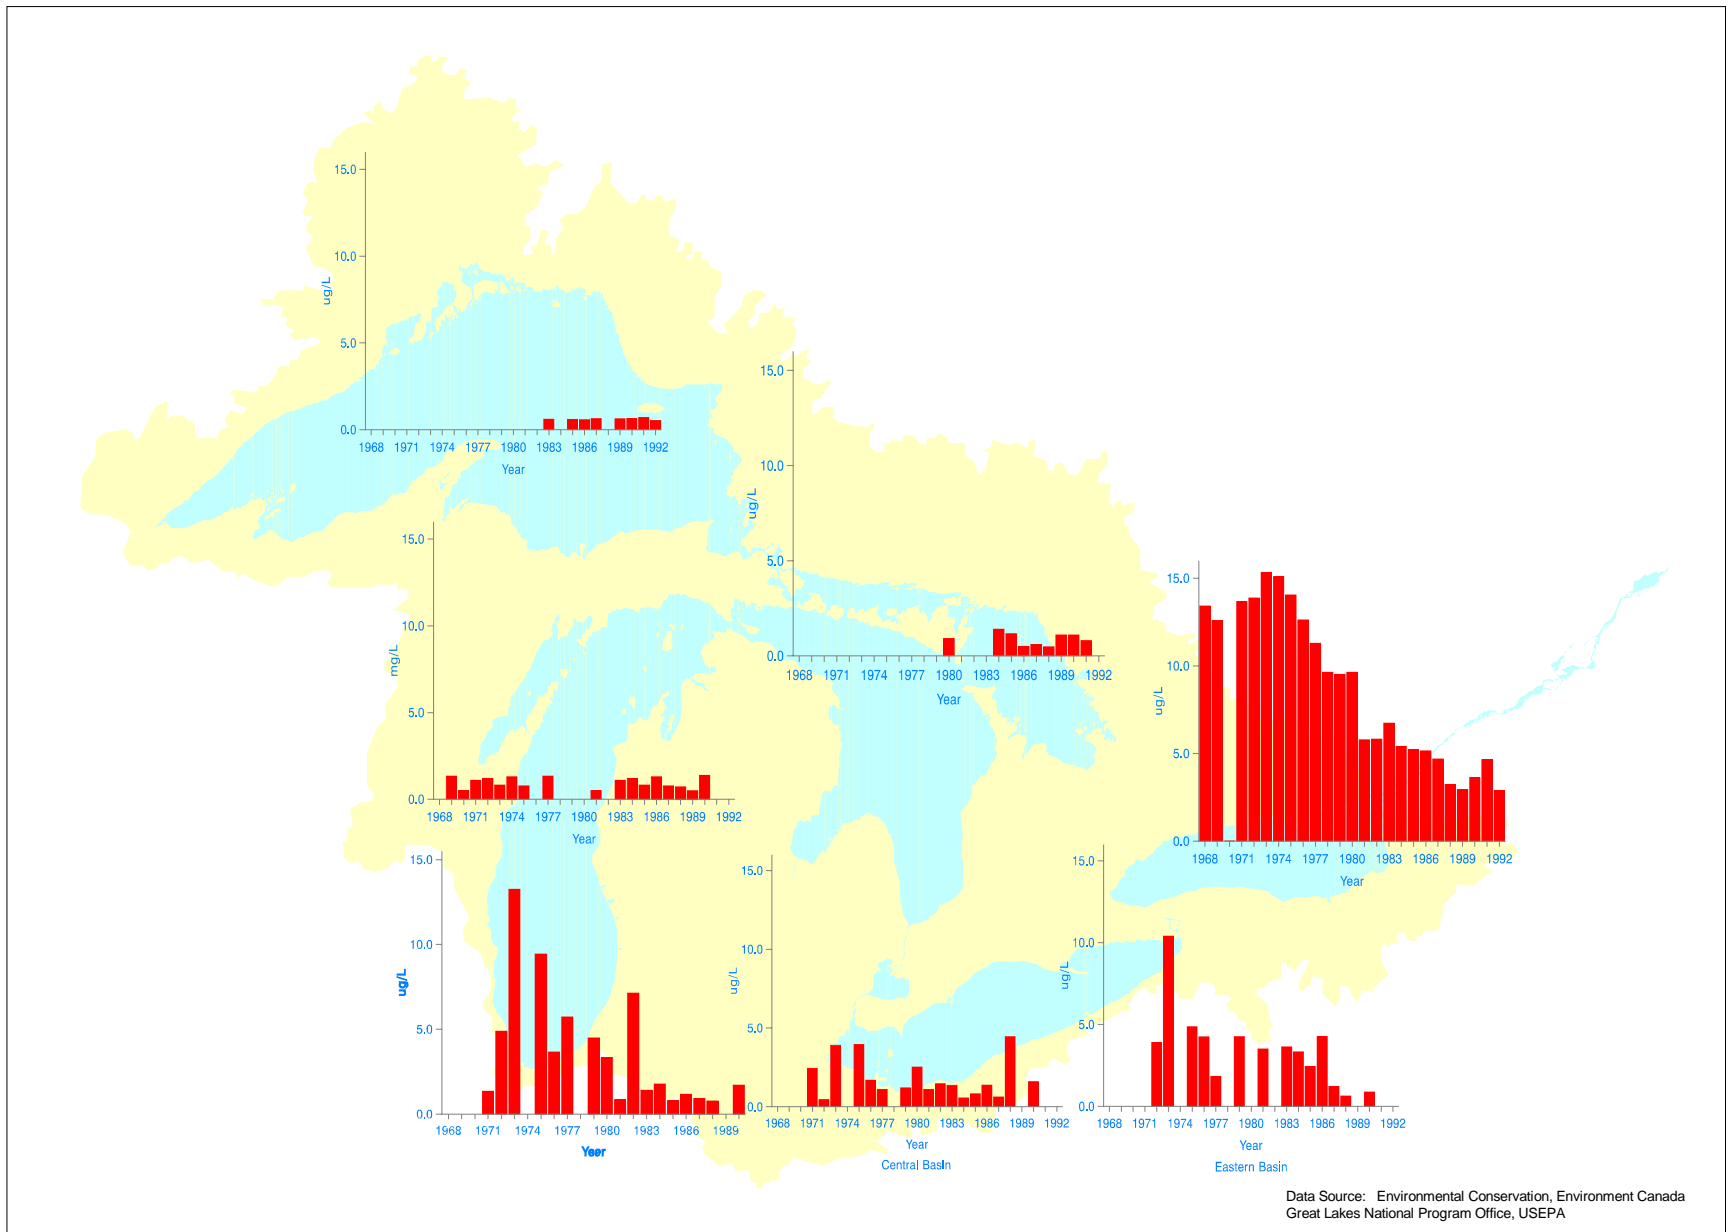 15.0
10.0
ug/L
5.0
0.0
1968 1971 1974 1977 1980 1983 1986 1989 1992
Year
15.0
10.0
ug/L
5.0
0.0
1968 1971 1974 1977 1980 1983 1986 1989 1992
Year
15.0
10.0
mg/L
5.0
0.0
1968 1971 1974 1977 1980 1983 1986 1989 1992
Year
15.0
10.0
ug/L
5.0
0.0
1968 1971 1974 1977 1980 1983 1986 1989 1992
Year
15.0
10.0
ug/L
5.0
0.0
1968 1971 1974 1977 1980 1983 1986 1989
Year
15.0
10.0
ug/L
5.0
0.0
1968 1971 1974 1977 1980 1983 1986 1989 1992
Year
Central Basin
15.0
10.0
ug/L
5.0
0.0
1968 1971 1974 1977 1980 1983 1986 1989 1992
Year
Eastern Basin
Data Source: Environmental Conservation, Environment Canada
Great Lakes National Program Office, USEPA